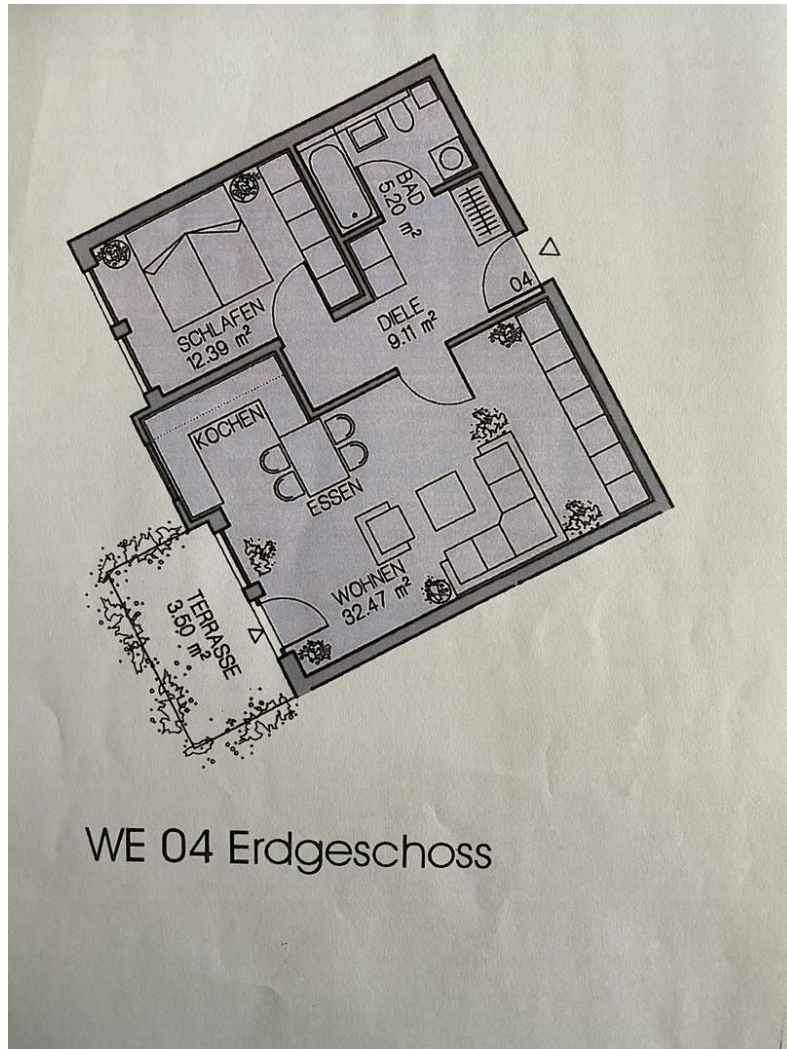 BAD
5.20 m²
SCHLAFEN
12.39 m²
DIELE
9.11 m²
04
KOCHEN
ESSEN
WOHNEN
32.47 m²
TERRASSE
3.50 m²
WE 04 Erdgeschoss